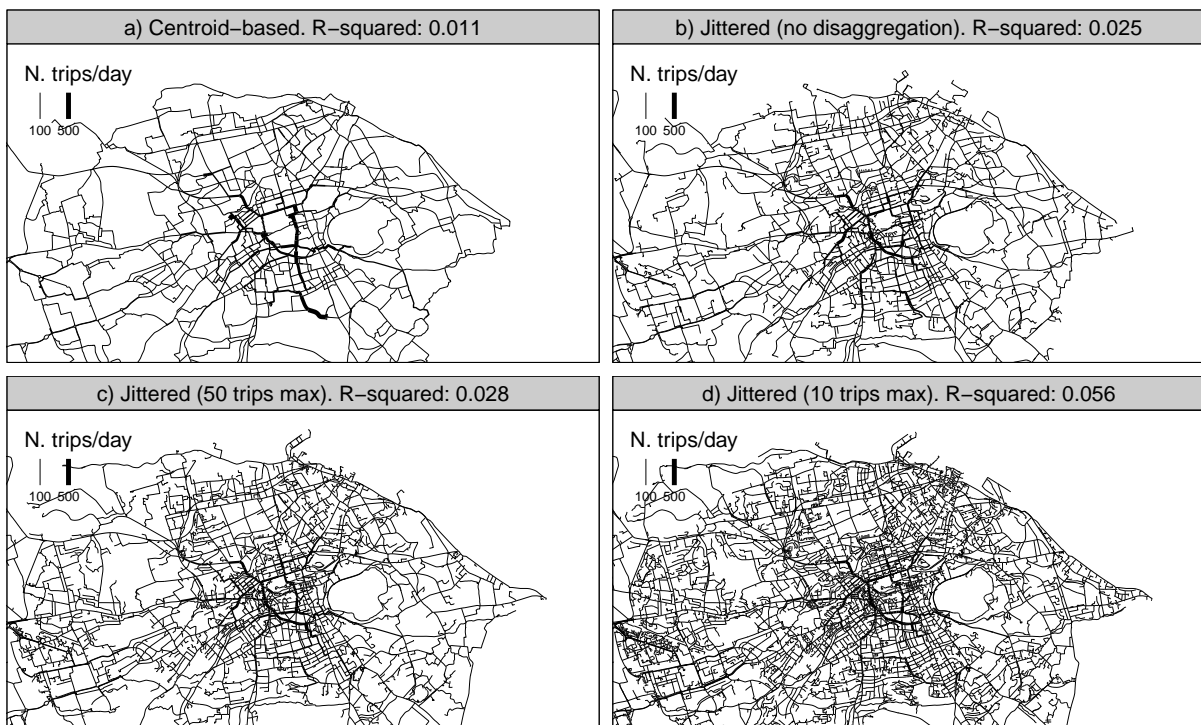 a) Centroid−based. R−squared: 0.011
N. trips/day
100 500
b) Jittered (no disaggregation). R−squared: 0.025
N. trips/day
100 500
c) Jittered (50 trips max). R−squared: 0.028
N. trips/day
100 500
d) Jittered (10 trips max). R−squared: 0.056
N. trips/day
100 500